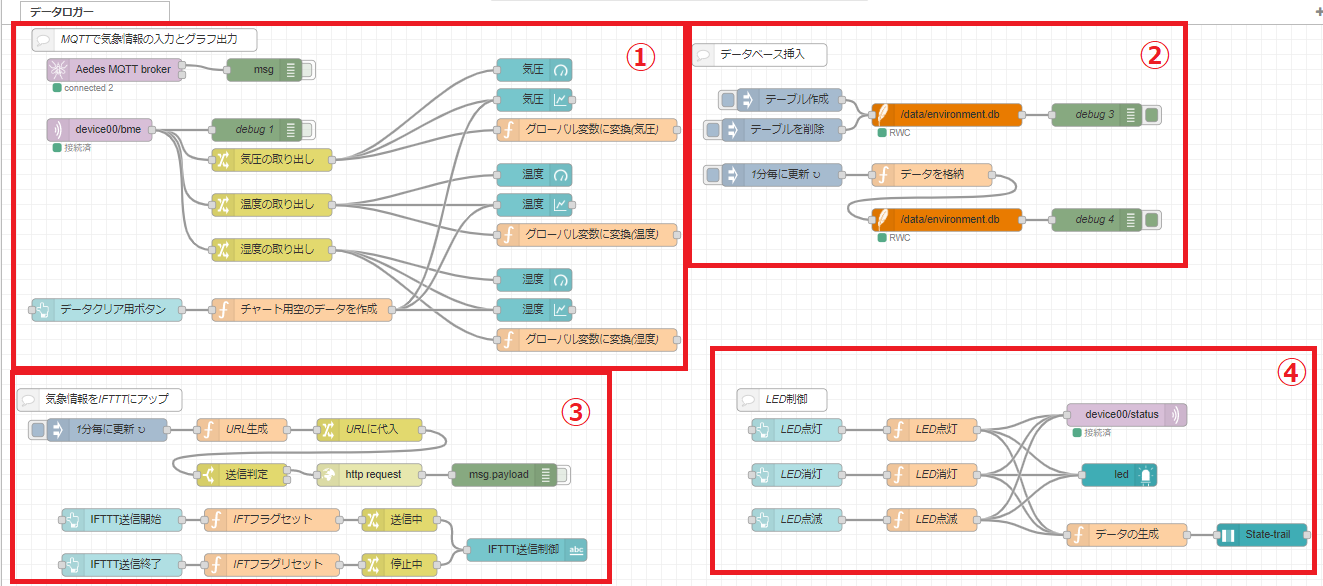 データロガー
①
MQTTで気象情報の入力とグラフ出力
Aedes MQTT broker
connected 2
msg
device00/bme
接続済
debug 1
気圧の取り出し
温度の取り出し
湿度の取り出し
データクリア用ボタン
チャート用空のデータを作成
気圧
気圧
グローバル変数に変換(気圧)
温度
温度
グローバル変数に変換(温度)
湿度
湿度
グローバル変数に変換(湿度)
②
データベース挿入
テーブル作成
テーブルを削除
/data/environment.db
RWC
debug 3
1分毎に更新 ↻
データを格納
/data/environment.db
RWC
debug 4
③
気象情報をIFTTTにアップ
1分毎に更新 ↻
URL生成
URLに代入
送信判定
http request
msg.payload
IFTTT送信開始
IFTフラグセット
送信中
IFTTT送信終了
IFTフラグリセット
停止中
IFTTT送信制御
abc
④
LED制御
LED点灯
LED点灯
LED消灯
LED消灯
LED点滅
LED点滅
device00/status
接続済
led
データの生成
State-trail